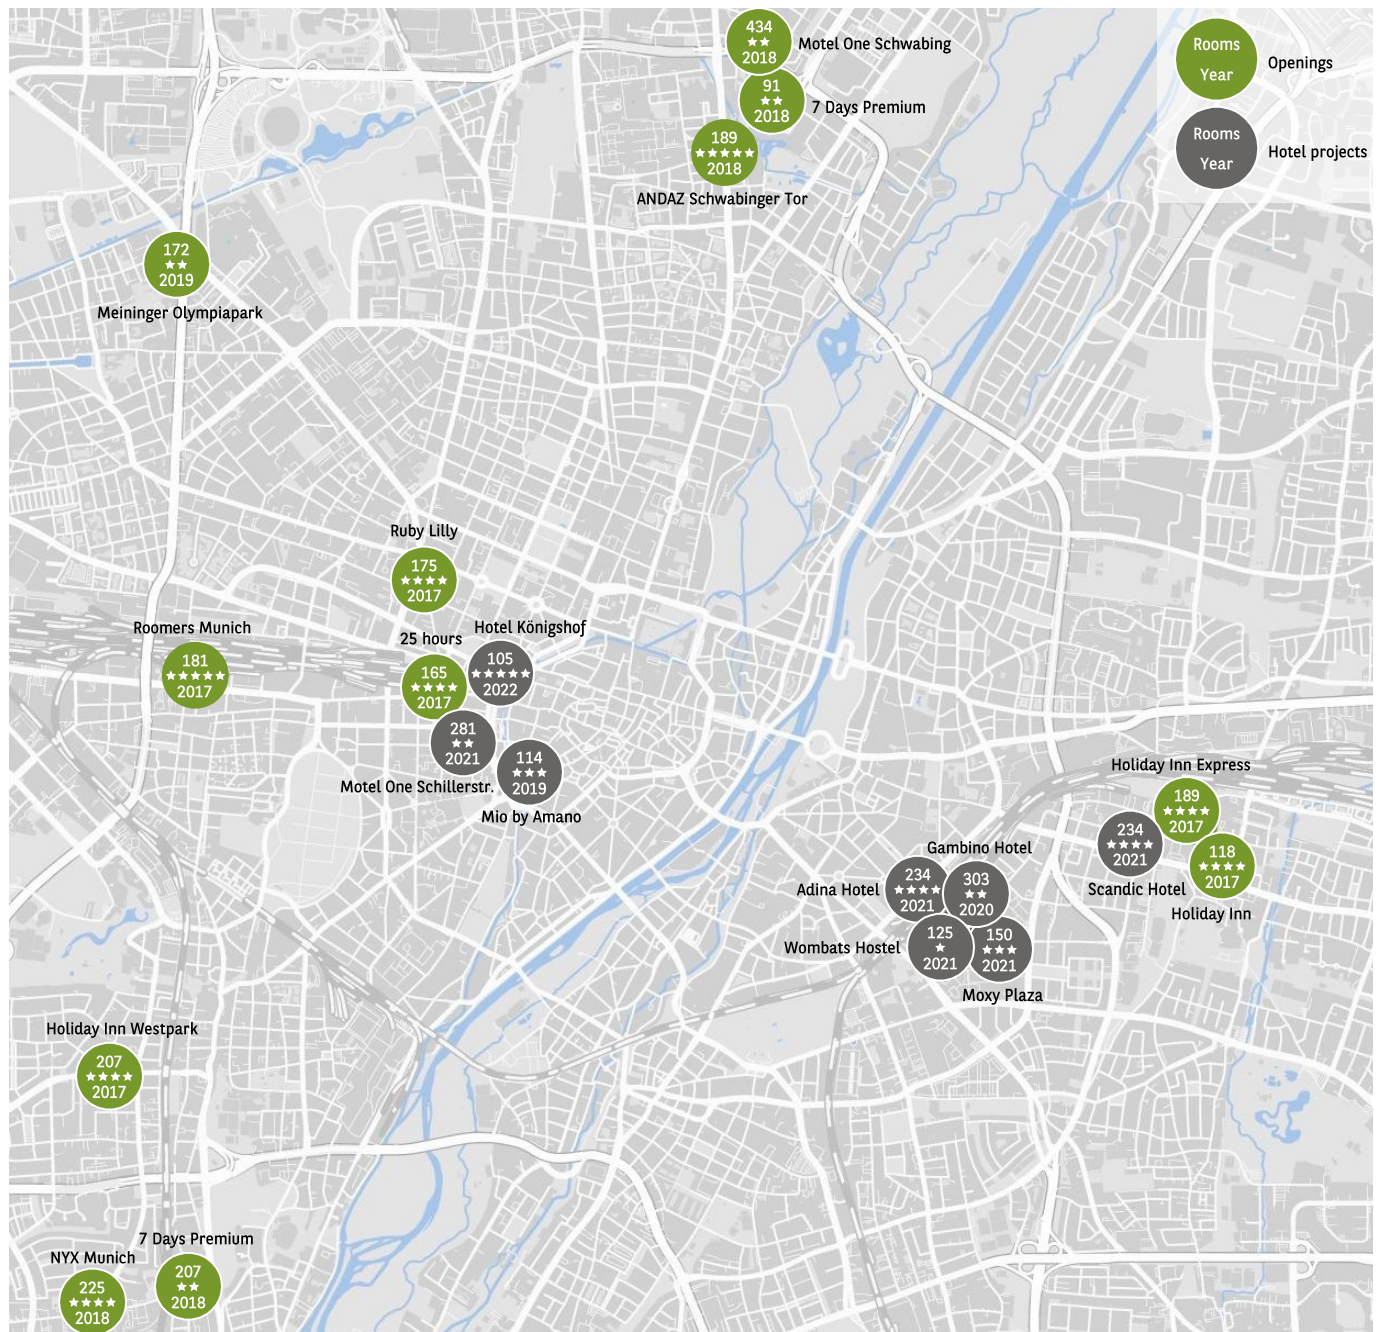 434
2018
Motel One Schwabing
91
2018
7 Days Premium
189
2018
ANDAZ Schwabinger Tor
Rooms
Year
Openings
Rooms
Year
Hotel projects
172
2019
Meininger Olympiapark
Ruby Lilly
175
2017
Roomers Munich
181
2017
25 hours
165
2017
Hotel Königshof
105
2022
281
2021
Motel One Schillerstr.
114
2019
Mio by Amano
Holiday Inn Express
189
2017
234
2021
Scandic Hotel
118
2017
Holiday Inn
Gambino Hotel
303
2020
Adina Hotel
234
2021
Wombats Hostel
125
2021
150
2021
Moxy Plaza
Holiday Inn Westpark
207
2017
7 Days Premium
207
2018
NYX Munich
225
2018